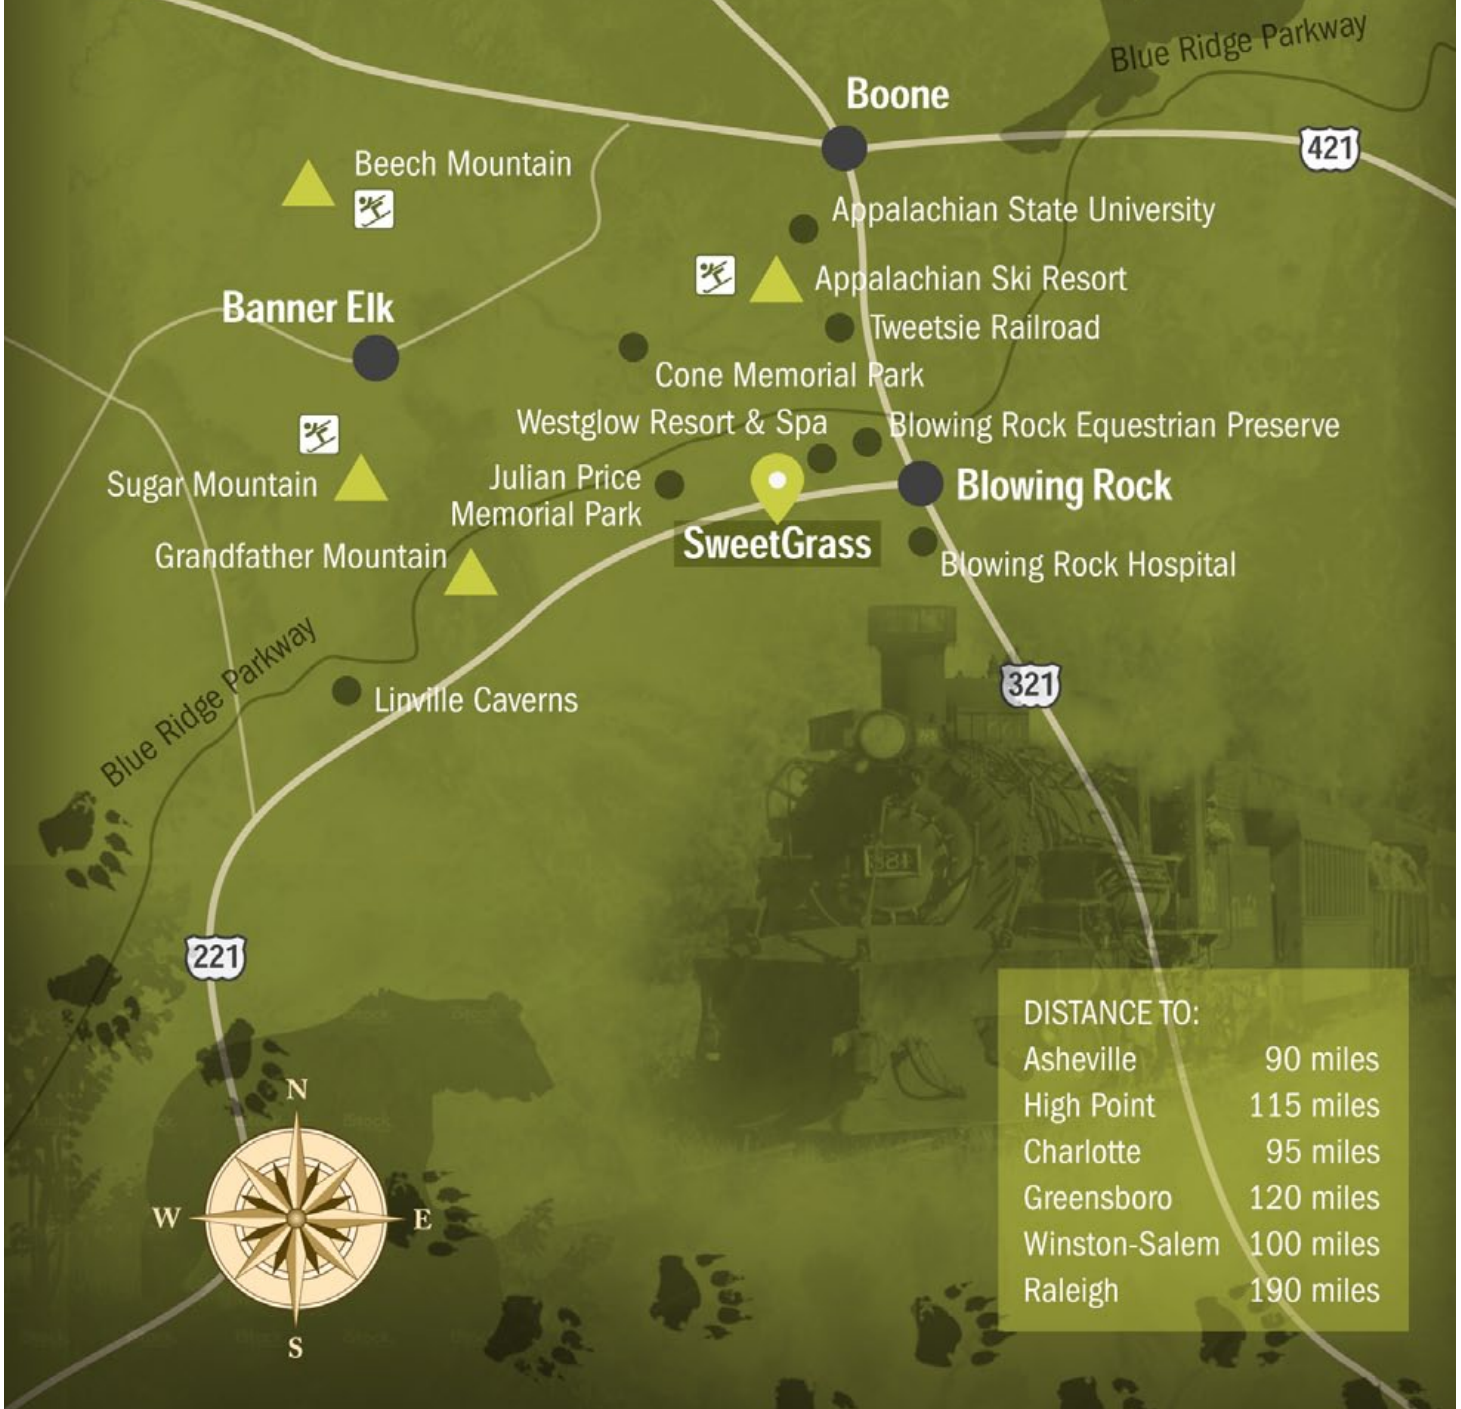 Blue Ridge Parkway
Boone
421
Beech Mountain
Appalachian State University
Appalachian Ski Resort
Banner Elk
Tweetsie Railroad
Cone Memorial Park
Westglow Resort & Spa
Blowing Rock Equestrian Preserve
Sugar Mountain
Julian Price
Memorial Park
Blowing Rock
SweetGrass
Grandfather Mountain
Blowing Rock Hospital
Blue Ridge Parkway
321
Linville Caverns
221
DISTANCE TO:
Asheville 90 miles
High Point 115 miles
Charlotte 95 miles
Greensboro 120 miles
Winston-Salem 100 miles
Raleigh 190 miles
N
W
E
S